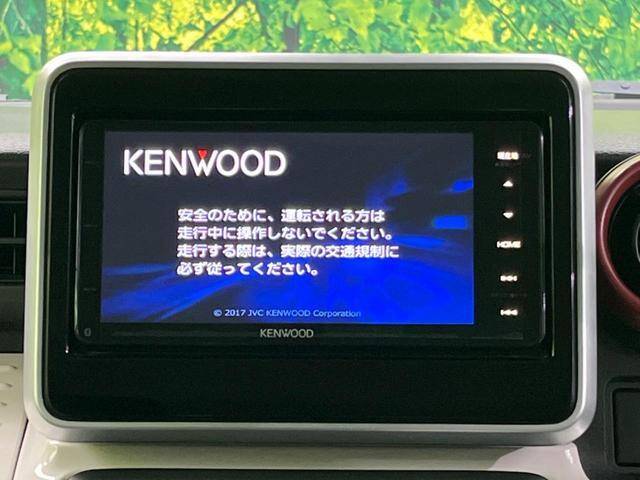 KENWOOD
安全のために、運転される方は
走行中に操作しないでください。
走行する際は、実際の交通規制に
必ず従ってください。
© 2017 JVC KENWOOD Corporation
KENWOOD
現在地
HOME